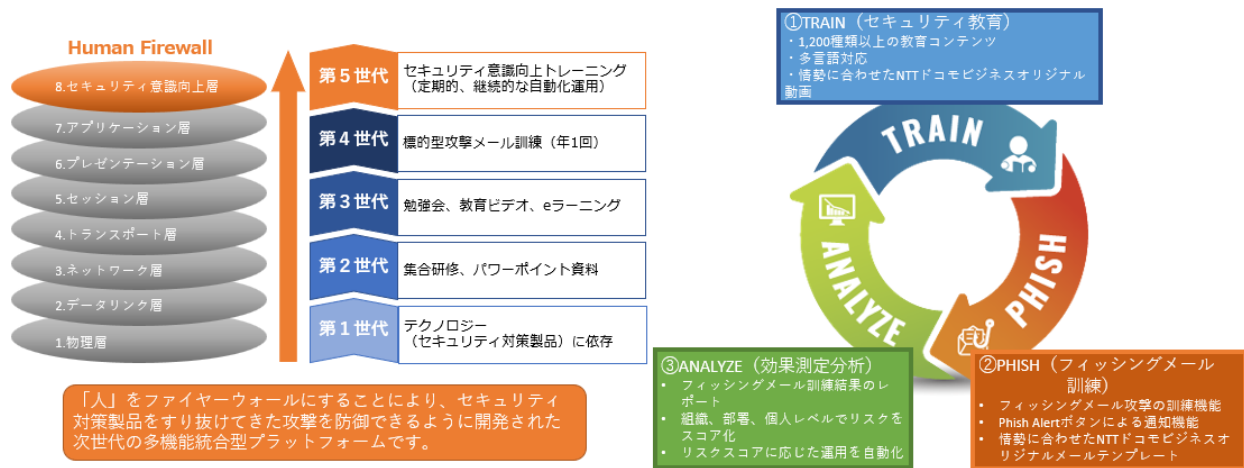 Human Firewall
8.セキュリティ意識向上層
7.アプリケーション層
6.プレゼンテーション層
5.セッション層
4.トランスポート層
3.ネットワーク層
2.データリンク層
1.物理層
第５世代
セキュリティ意識向上トレーニング
（定期的、継続的な自動化運用）
第４世代
標的型攻撃メール訓練（年1回）
第３世代
勉強会、教育ビデオ、eラーニング
第２世代
集合研修、パワーポイント資料
第１世代
テクノロジー
（セキュリティ対策製品）に依存
「人」をファイヤーウォールにすることにより、セキュリティ
対策製品をすり抜けてきた攻撃を防御できるように開発された
次世代の多機能統合型プラットフォームです。
①TRAIN（セキュリティ教育）
・1,200種類以上の教育コンテンツ
・多言語対応
・情勢に合わせたNTTドコモビジネスオリジナル
動画
TRAIN
PHISH
ANALYZE
②PHISH（フィッシングメール
訓練）
• フィッシングメール攻撃の訓練機能
• Phish Alertボタンによる通知機能
• 情勢に合わせたNTTドコモビジネスオ
リジナルメールテンプレート
③ANALYZE（効果測定分析）
• フィッシングメール訓練結果のレ
ポート
• 組織、部署、個人レベルでリスクを
スコア化
• リスクスコアに応じた運用を自動化